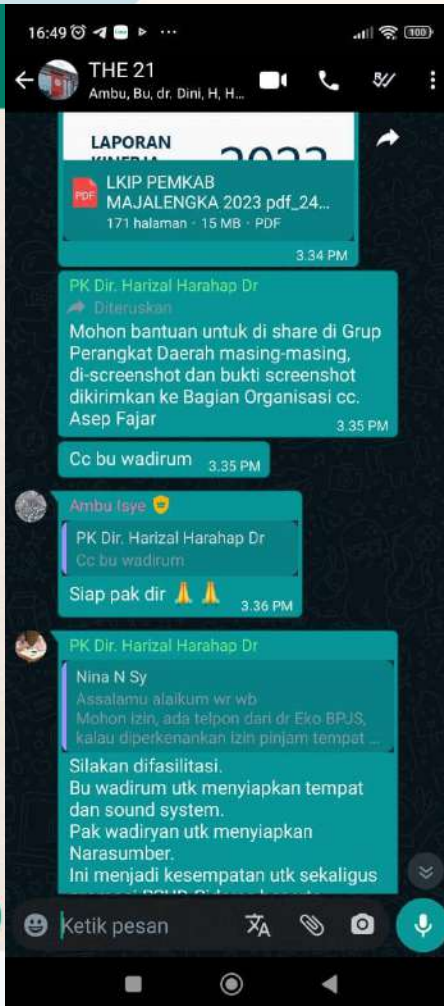 16:49
100
THE 21
Ambu, Bu, dr. Dini, H, H...
LAPORAN
LKIP PEMKAB
MAJALENGKA 2023 pdf_24...
PDF
171 halaman · 15 MB · PDF
3.34 PM
PK Dir. Harizal Harahap Dr
Diteruskan
Mohon bantuan untuk di share di Grup
Perangkat Daerah masing-masing,
di-screenshot dan bukti screenshot
dikirimkan ke Bagian Organisasi cc.
Asep Fajar
3.35 PM
Cc bu wadirum 3.35 PM
Ambu Isye
PK Dir. Harizal Harahap Dr
Cc bu wadirum
Siap pak dir
3.36 PM
PK Dir. Harizal Harahap Dr
Nina N Sy
Assalamu alaikum wr wb
Mohon izin, ada telpon dari dr Eko BPJS,
kalau diperkenankan izin pinjam tempat ...
Silakan difasilitasi.
Bu wadirum utk menyiapkan tempat
dan sound system.
Pak wadiryan utk menyiapkan
Narasumber.
Ini menjadi kesempatan utk sekaligus
Ketik pesan